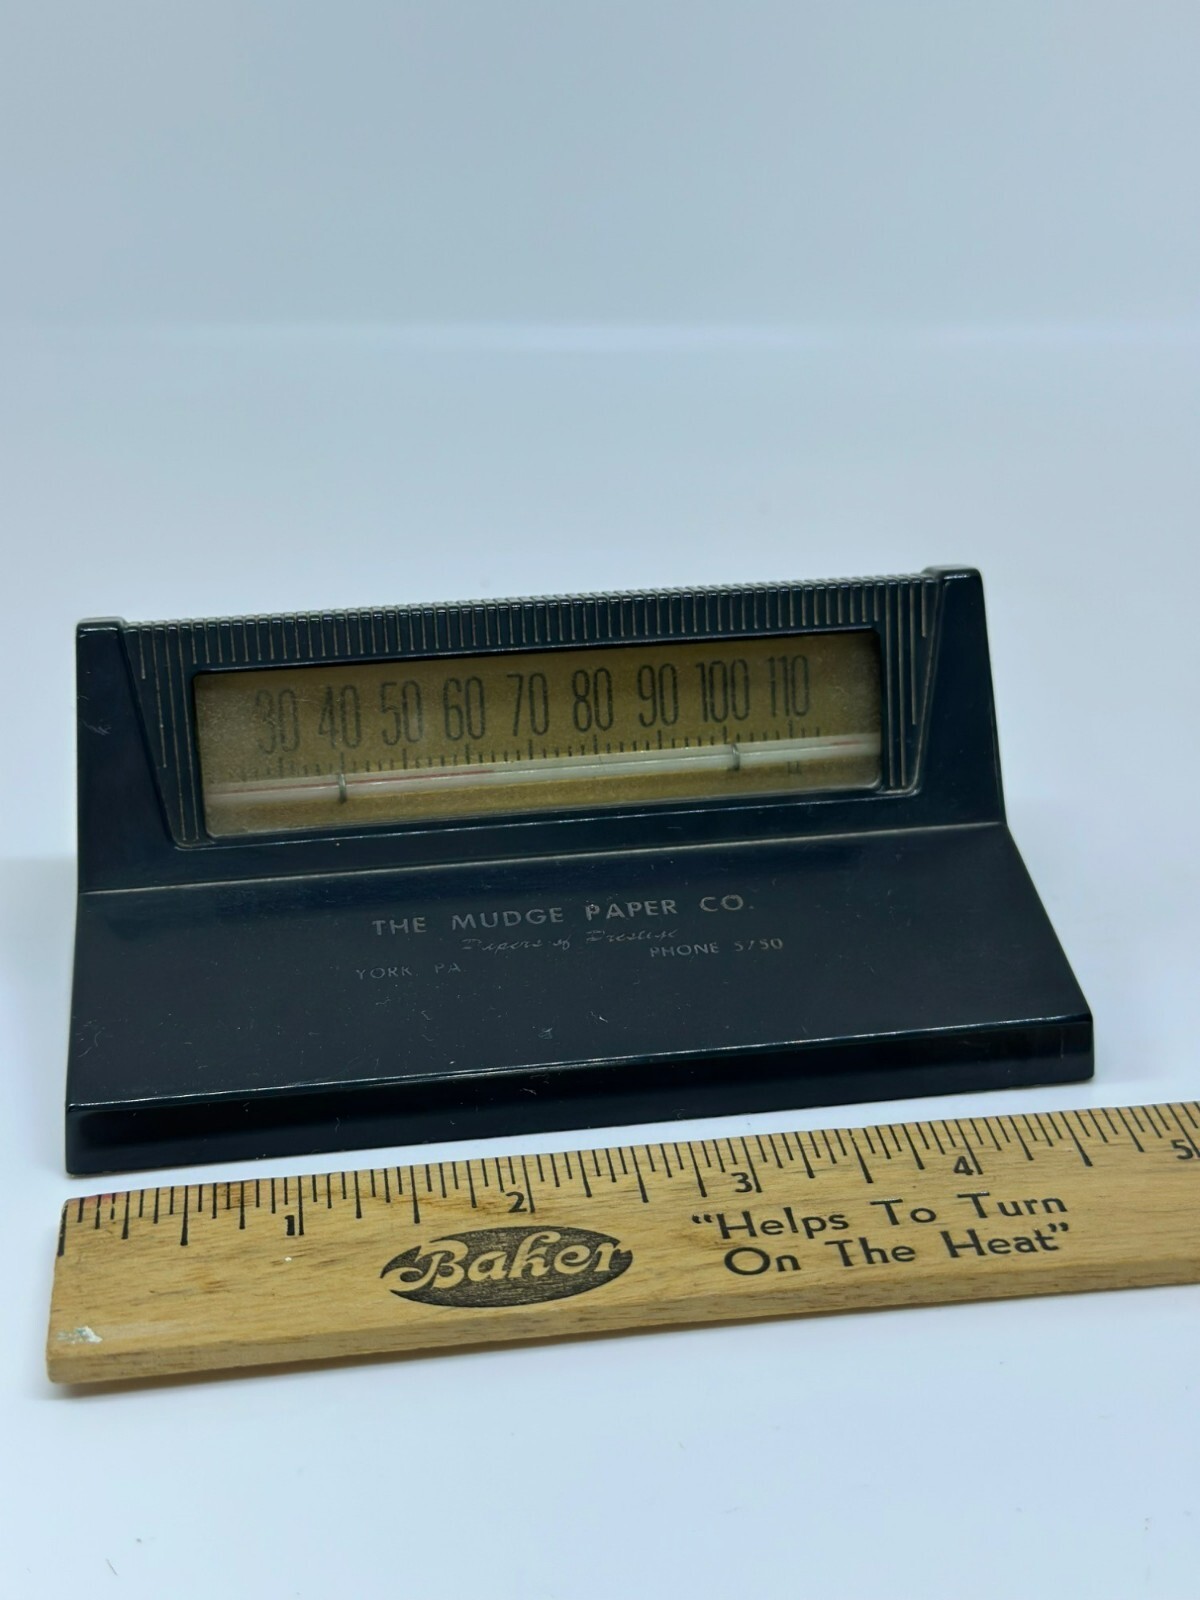 30 40 50 60 70 80 90 100 110
THE MUDGE PAPER CO.
Papers of Prestige
YORK, PA. PHONE 5750
1 2 3 4 5
Baker
"Helps To Turn
On The Heat"